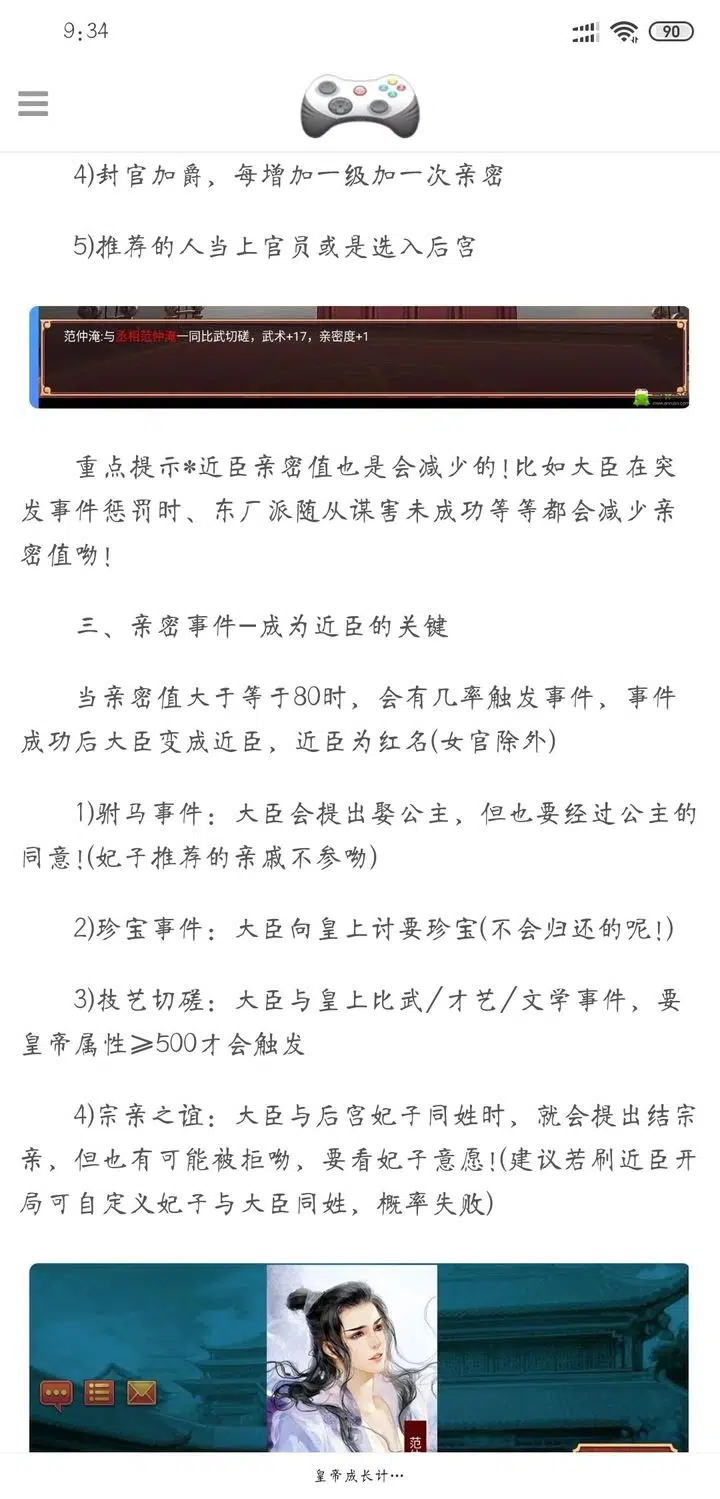 9:34
90
4)封官加爵，每增加一级加一次亲密
5)推荐的人当上官员或是选入后宫
范仲淹:与丞相范仲淹一同比武切磋，武术+17，亲密度+1
重点提示*近臣亲密值也是会减少的!比如大臣在突
发事件惩罚时、东厂派随从谋害未成功等等都会减少亲
密值呦!
三、亲密事件—成为近臣的关键
当亲密值大于等于80时，会有几率触发事件，事件
成功后大臣变成近臣，近臣为红名(女官除外)
1)驸马事件：大臣会提出娶公主，但也要经过公主的
同意!(妃子推荐的亲戚不参呦)
2)珍宝事件：大臣向皇上讨要珍宝(不会归还的呢!)
3)技艺切磋：大臣与皇上比武/才艺/文学事件，要
皇帝属性≥500才会触发
4)宗亲之谊：大臣与后宫妃子同姓时，就会提出结宗
亲，但也有可能被拒呦，要看妃子意愿!(建议若刷近臣开
局可自定义妃子与大臣同姓，概率失败)
范
皇帝成长计…